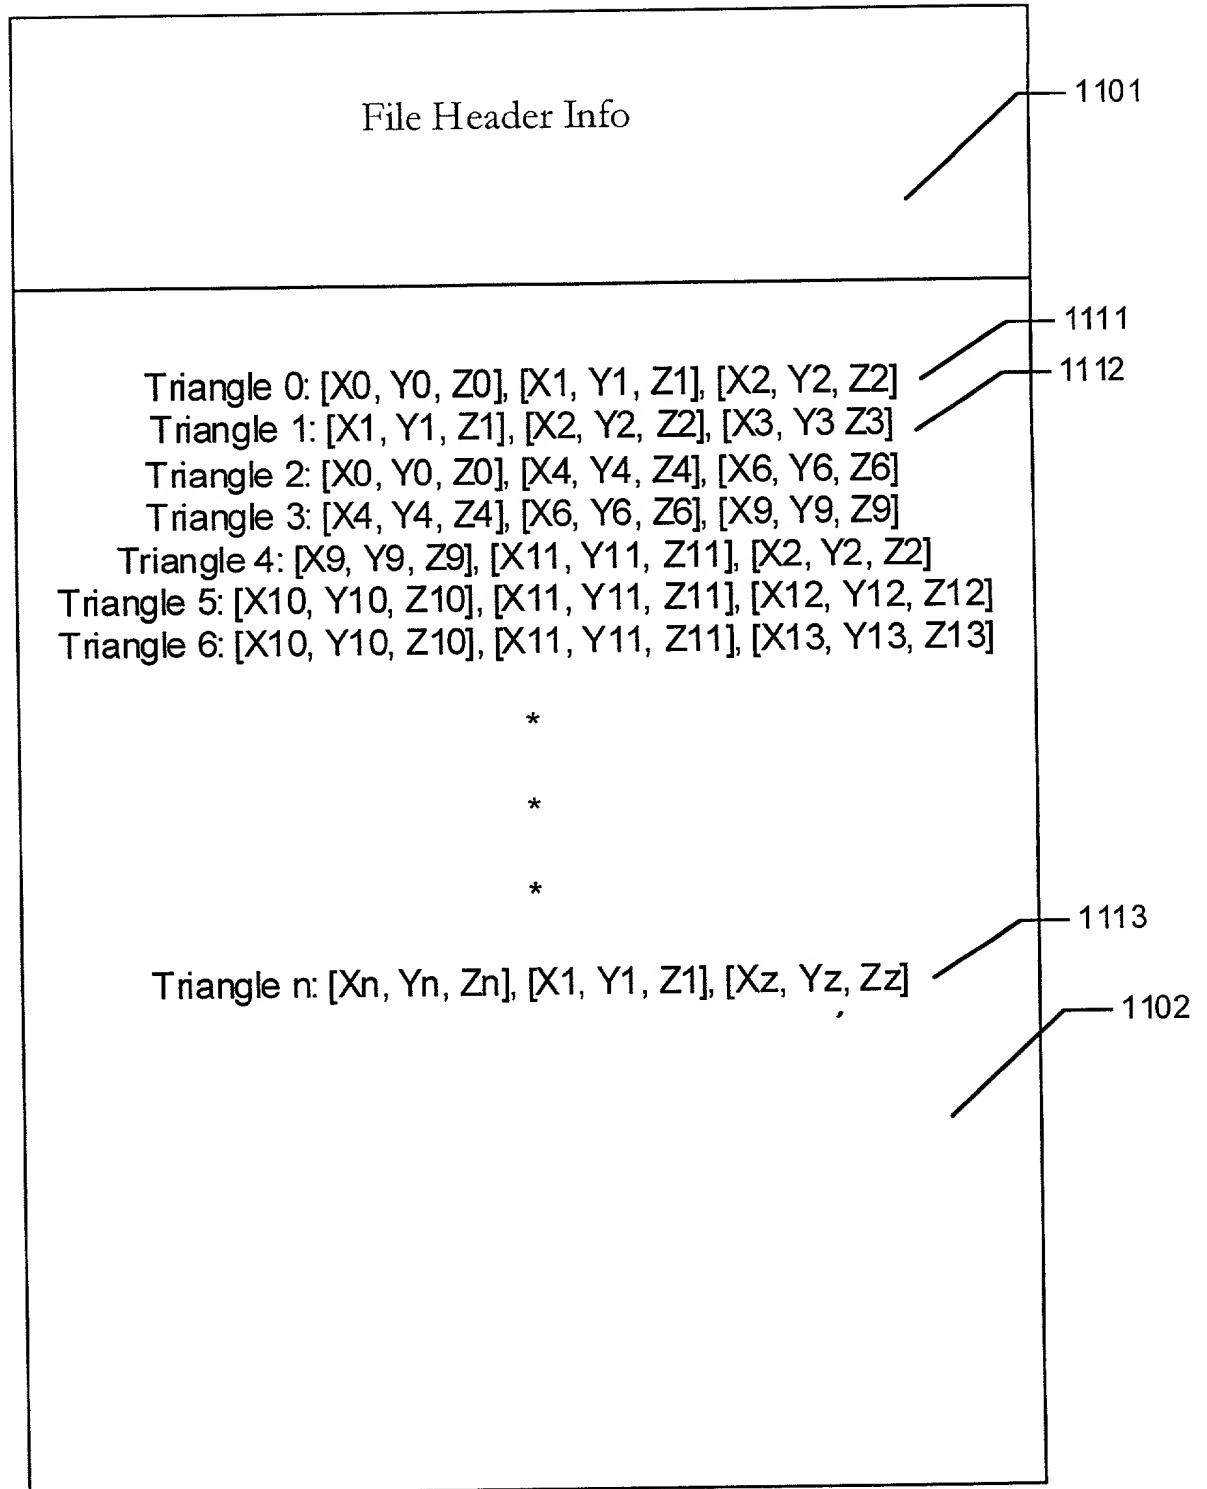 File Header Info
1101
1111
Triangle 0: [X0, Y0, Z0], [X1, Y1, Z1], [X2, Y2, Z2]
1112
Triangle 1: [X1, Y1, Z1], [X2, Y2, Z2], [X3, Y3 Z3]
Triangle 2: [X0, Y0, Z0], [X4, Y4, Z4], [X6, Y6, Z6]
Triangle 3: [X4, Y4, Z4], [X6, Y6, Z6], [X9, Y9, Z9]
Triangle 4: [X9, Y9, Z9], [X11, Y11, Z11], [X2, Y2, Z2]
Triangle 5: [X10, Y10, Z10], [X11, Y11, Z11], [X12, Y12, Z12]
Triangle 6: [X10, Y10, Z10], [X11, Y11, Z11], [X13, Y13, Z13]
*
*
*
1113
Triangle n: [Xn, Yn, Zn], [X1, Y1, Z1], [Xz, Yz, Zz]
1102